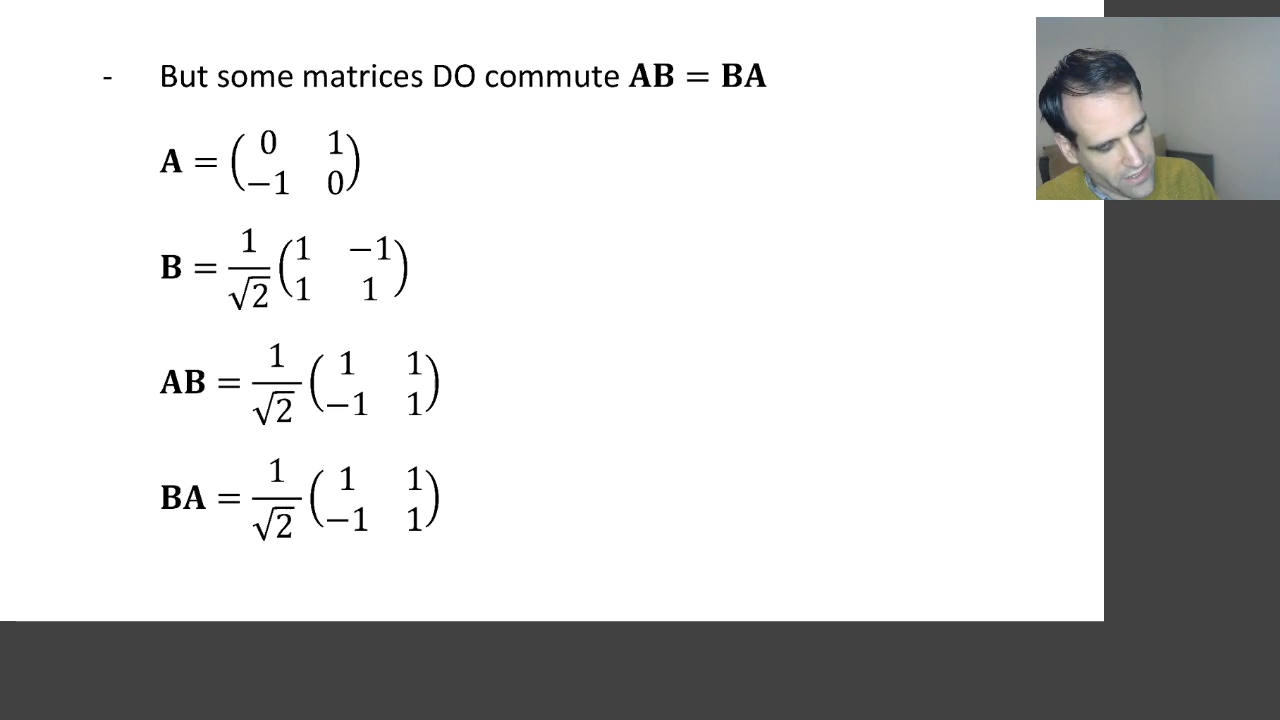 - But some matrices DO commute AB = BA
A = ( 0 1
−1 0 )
B = 1/√2 ( 1 −1
1 1 )
AB = 1/√2 ( 1 1
−1 1 )
BA = 1/√2 ( 1 1
−1 1 )